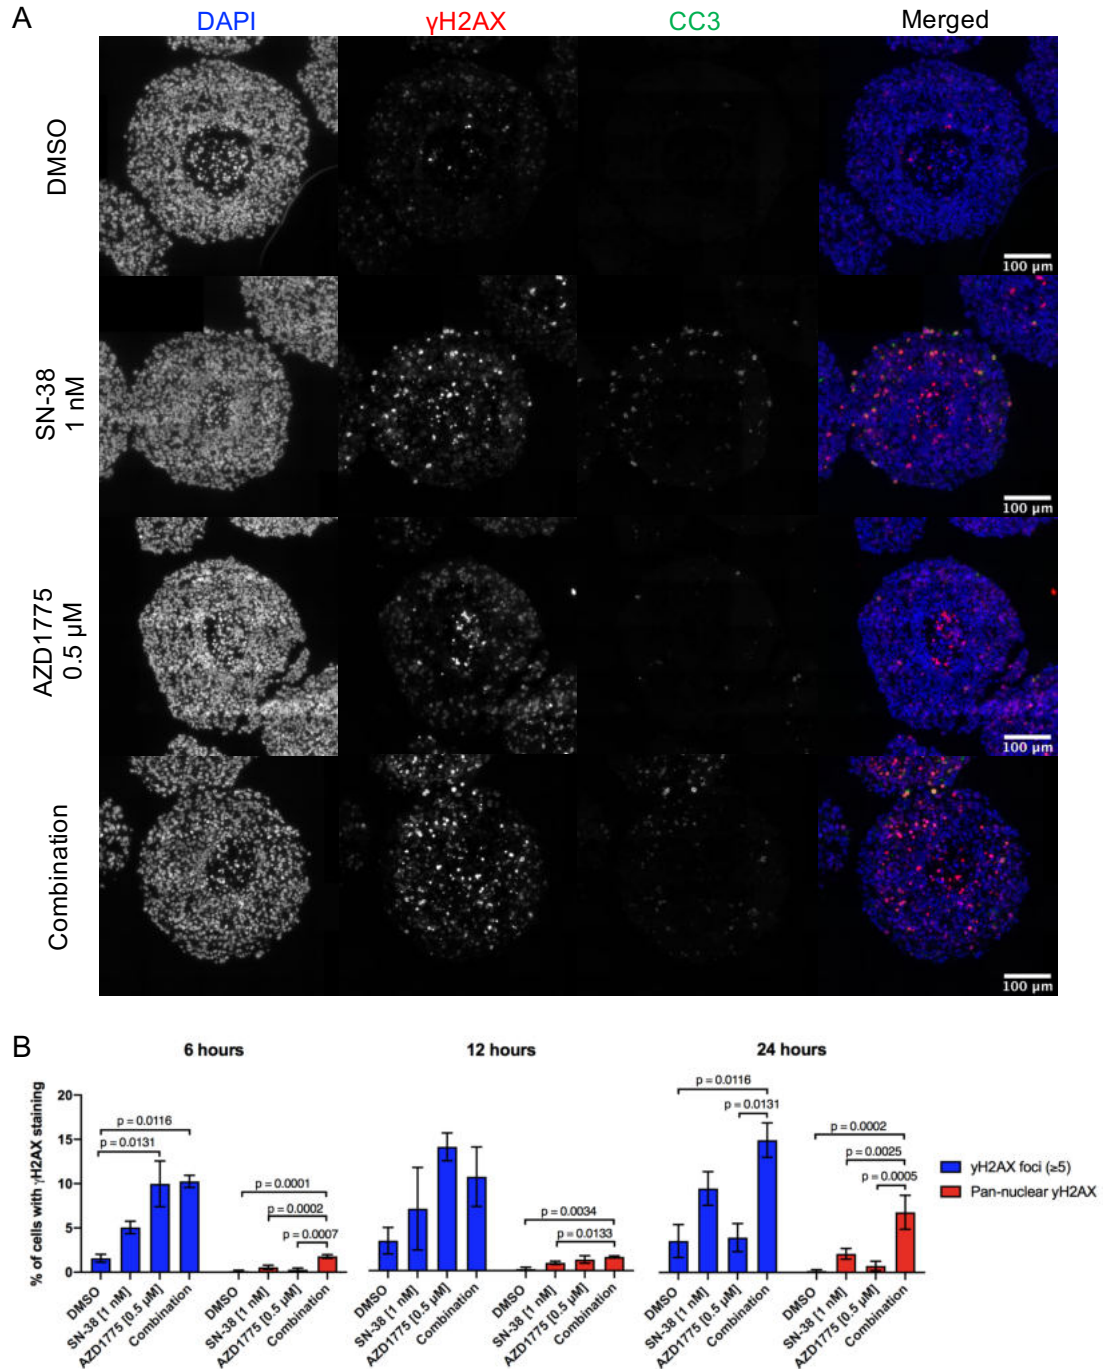 A
DAPI γH2AX CC3 Merged
DMSO
100 µm
SN-38
1 nM
100 µm
AZD1775
0.5 µM
100 µm
Combination
100 µm
B
6 hours 12 hours 24 hours
% of cells with γH2AX staining
20
15
10
5
0
p = 0.0116
p = 0.0131
p = 0.0001
p = 0.0002
p = 0.0007
p = 0.0034
p = 0.0133
p = 0.0116
p = 0.0131
p = 0.0002
p = 0.0025
p = 0.0005
γH2AX foci (≥5)
Pan-nuclear γH2AX
DMSO
SN-38 [1 nM]
AZD1775 [0.5 µM]
Combination
DMSO
SN-38 [1 nM]
AZD1775 [0.5 µM]
Combination
DMSO
SN-38 [1 nM]
AZD1775 [0.5 µM]
Combination
DMSO
SN-38 [1 nM]
AZD1775 [0.5 µM]
Combination
DMSO
SN-38 [1 nM]
AZD1775 [0.5 µM]
Combination
DMSO
SN-38 [1 nM]
AZD1775 [0.5 µM]
Combination